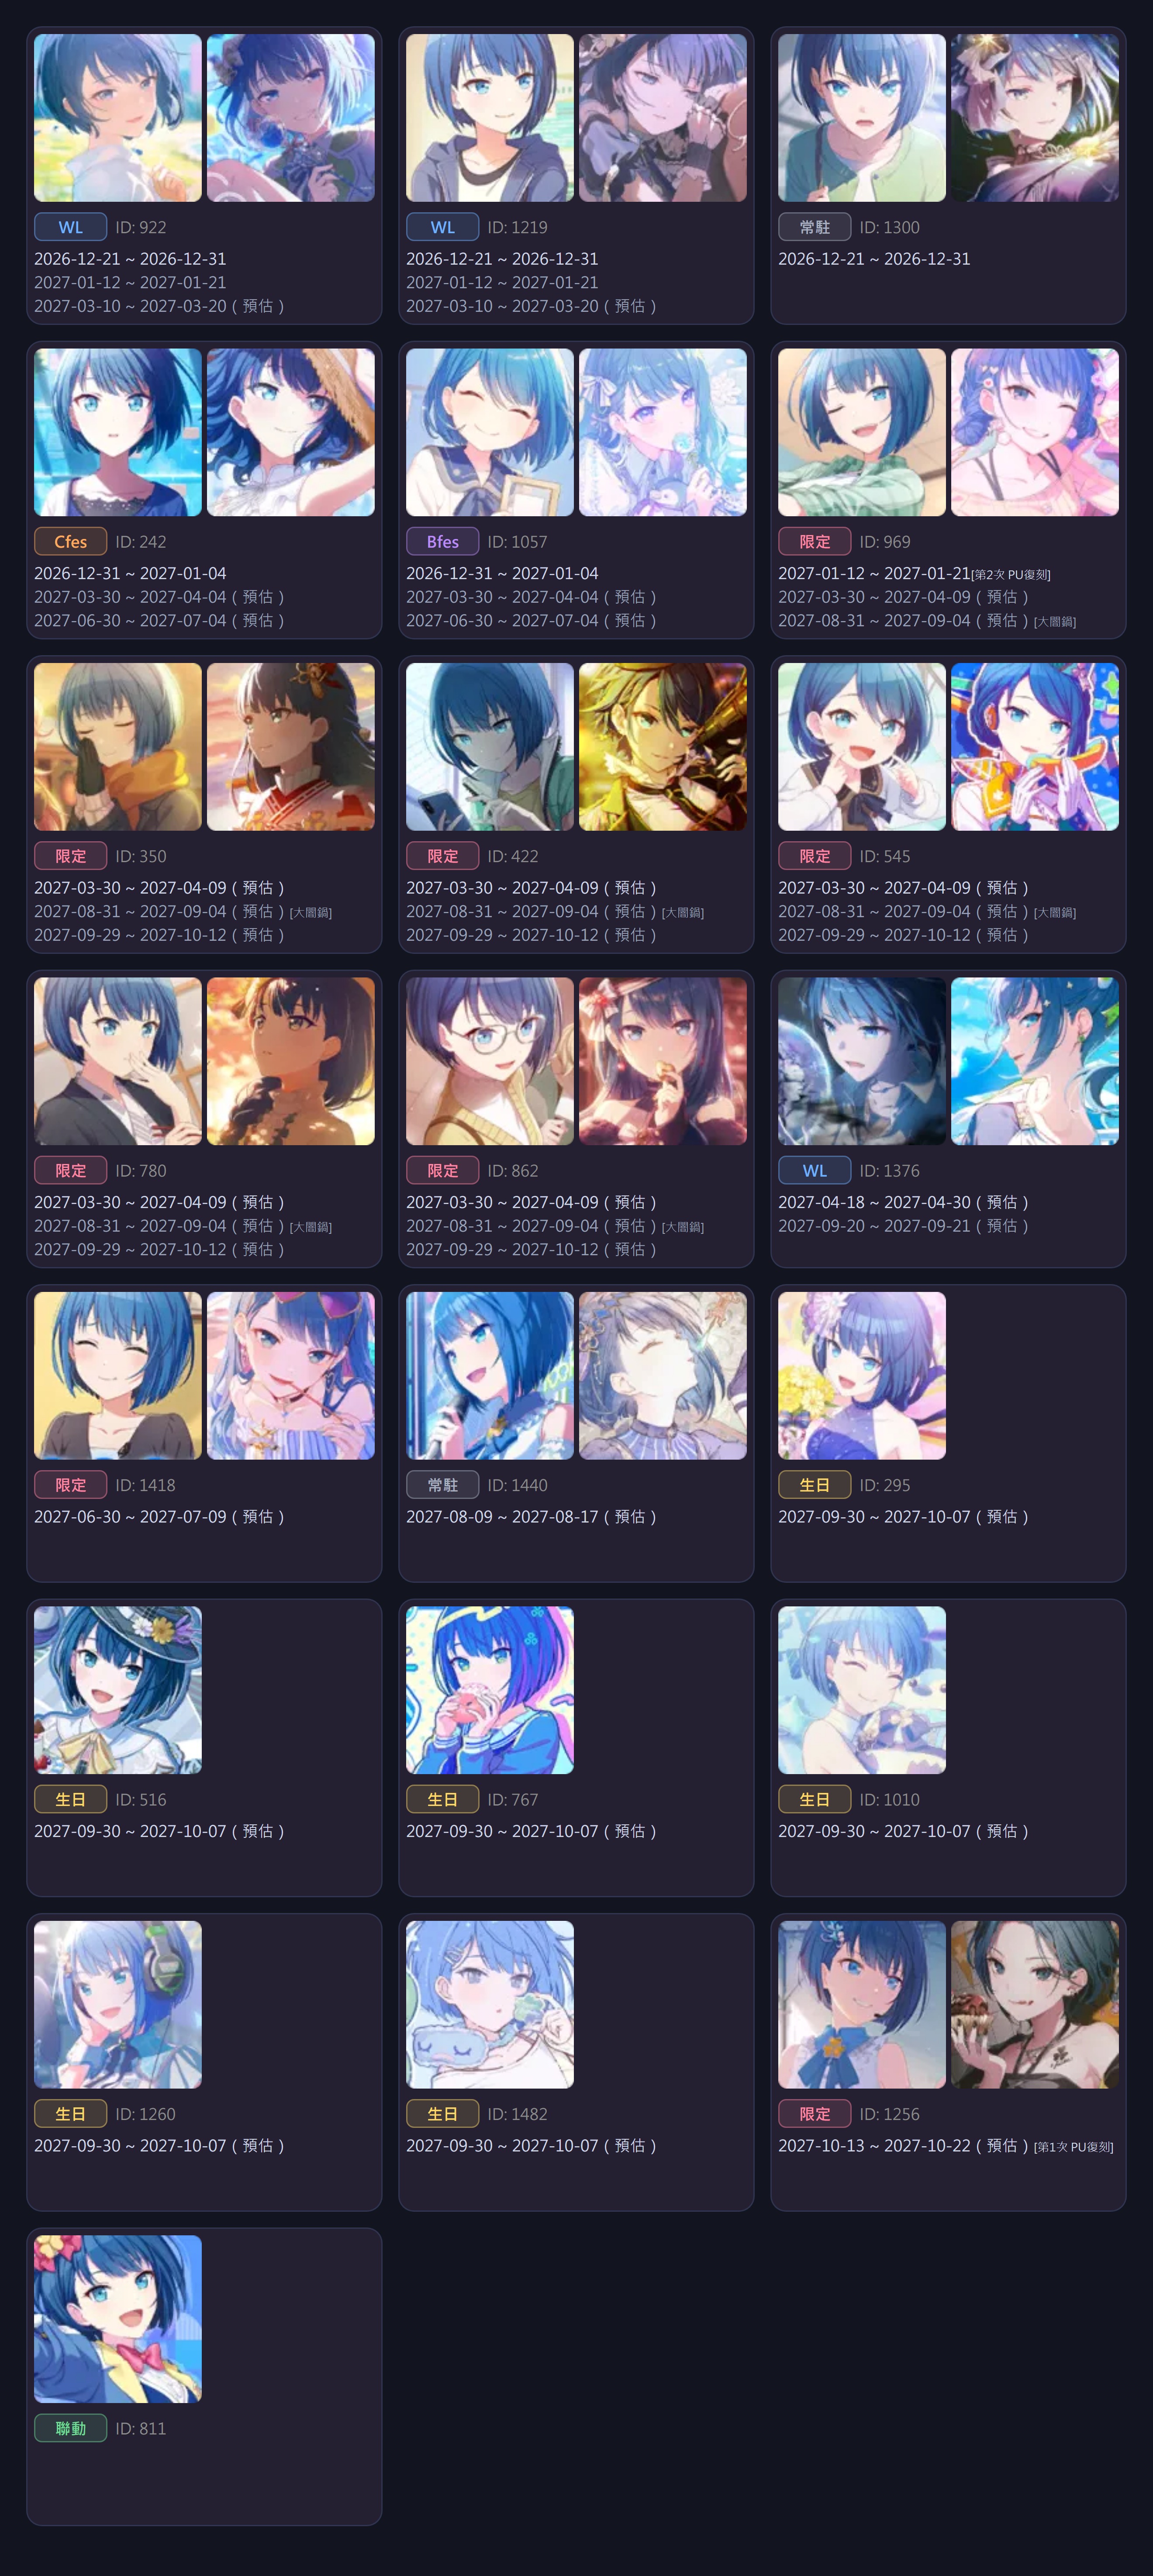 WL ID: 922
2026-12-21 ~ 2026-12-31
2027-01-12 ~ 2027-01-21
2027-03-10 ~ 2027-03-20 ( 預估 )
WL ID: 1219
2026-12-21 ~ 2026-12-31
2027-01-12 ~ 2027-01-21
2027-03-10 ~ 2027-03-20 ( 預估 )
常駐 ID: 1300
2026-12-21 ~ 2026-12-31
Cfes ID: 242
2026-12-31 ~ 2027-01-04
2027-03-30 ~ 2027-04-04 ( 預估 )
2027-06-30 ~ 2027-07-04 ( 預估 )
Bfes ID: 1057
2026-12-31 ~ 2027-01-04
2027-03-30 ~ 2027-04-04 ( 預估 )
2027-06-30 ~ 2027-07-04 ( 預估 )
限定 ID: 969
2027-01-12 ~ 2027-01-21[第2次 PU復刻]
2027-03-30 ~ 2027-04-09 ( 預估 )
2027-08-31 ~ 2027-09-04 ( 預估 ) [大闇鍋]
限定 ID: 350
2027-03-30 ~ 2027-04-09 ( 預估 )
2027-08-31 ~ 2027-09-04 ( 預估 ) [大闇鍋]
2027-09-29 ~ 2027-10-12 ( 預估 )
限定 ID: 422
2027-03-30 ~ 2027-04-09 ( 預估 )
2027-08-31 ~ 2027-09-04 ( 預估 ) [大闇鍋]
2027-09-29 ~ 2027-10-12 ( 預估 )
限定 ID: 545
2027-03-30 ~ 2027-04-09 ( 預估 )
2027-08-31 ~ 2027-09-04 ( 預估 ) [大闇鍋]
2027-09-29 ~ 2027-10-12 ( 預估 )
限定 ID: 780
2027-03-30 ~ 2027-04-09 ( 預估 )
2027-08-31 ~ 2027-09-04 ( 預估 ) [大闇鍋]
2027-09-29 ~ 2027-10-12 ( 預估 )
限定 ID: 862
2027-03-30 ~ 2027-04-09 ( 預估 )
2027-08-31 ~ 2027-09-04 ( 預估 ) [大闇鍋]
2027-09-29 ~ 2027-10-12 ( 預估 )
WL ID: 1376
2027-04-18 ~ 2027-04-30 ( 預估 )
2027-09-20 ~ 2027-09-21 ( 預估 )
限定 ID: 1418
2027-06-30 ~ 2027-07-09 ( 預估 )
常駐 ID: 1440
2027-08-09 ~ 2027-08-17 ( 預估 )
生日 ID: 295
2027-09-30 ~ 2027-10-07 ( 預估 )
生日 ID: 516
2027-09-30 ~ 2027-10-07 ( 預估 )
生日 ID: 767
2027-09-30 ~ 2027-10-07 ( 預估 )
生日 ID: 1010
2027-09-30 ~ 2027-10-07 ( 預估 )
生日 ID: 1260
2027-09-30 ~ 2027-10-07 ( 預估 )
生日 ID: 1482
2027-09-30 ~ 2027-10-07 ( 預估 )
限定 ID: 1256
2027-10-13 ~ 2027-10-22 ( 預估 ) [第1次 PU復刻]
聯動 ID: 811